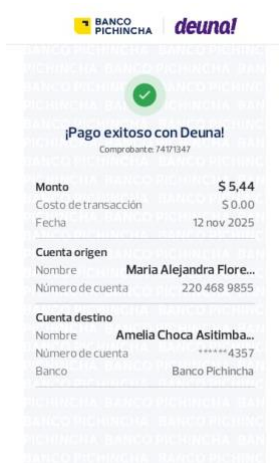 BANCO PICHINCHA deuna!
¡Pago exitoso con Deuna!
Comprobante: 74171347
Monto $ 5,44
Costo de transacción $ 0.00
Fecha 12 nov 2025
Cuenta origen
Nombre Maria Alejandra Flore...
Número de cuenta 220 468 9855
Cuenta destino
Nombre Amelia Choca Asitimba...
Número de cuenta ******4357
Banco Banco Pichincha